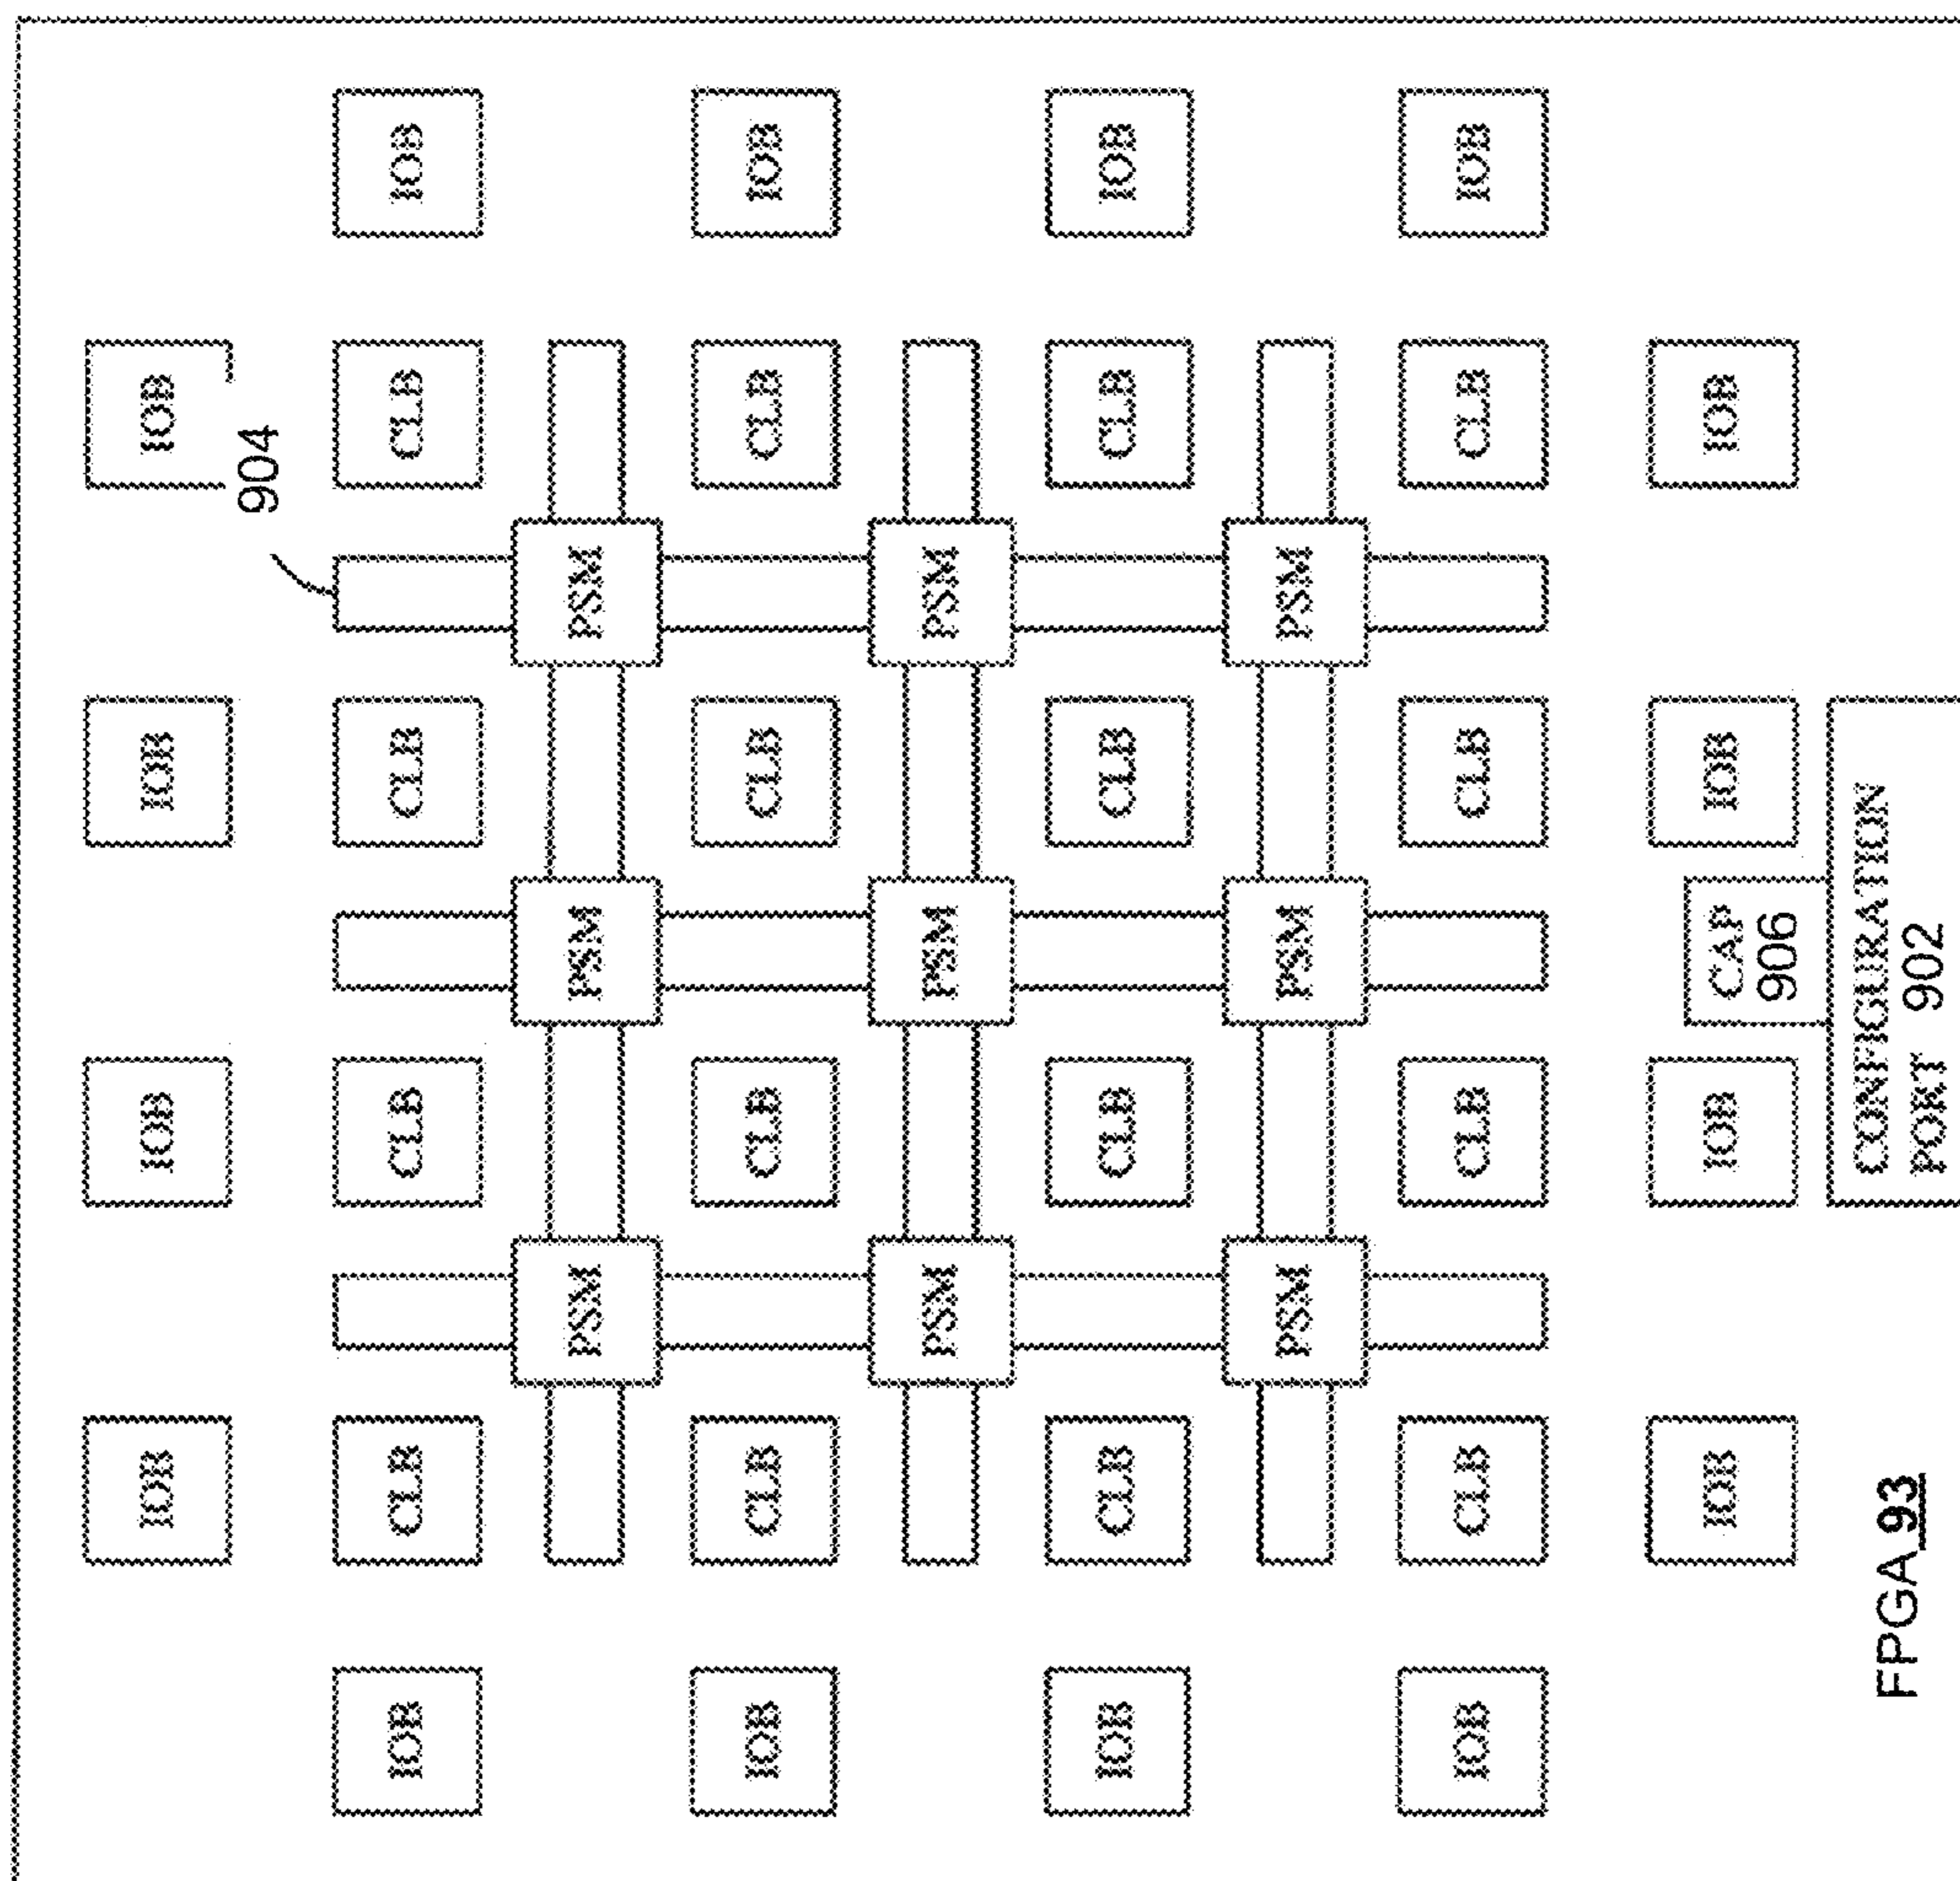 IOB IOB IOB IOB
904
IOB CLB CLB CLB CLB IOB
PSM PSM PSM
IOB CLB CLB CLB CLB IOB
PSM PSM PSM
IOB CLB CLB CLB CLB IOB
PSM PSM PSM
IOB CLB CLB CLB CLB IOB
IOB IOB CAP IOB IOB
906
CONFIGURATION
FPGA 93 PORT 902